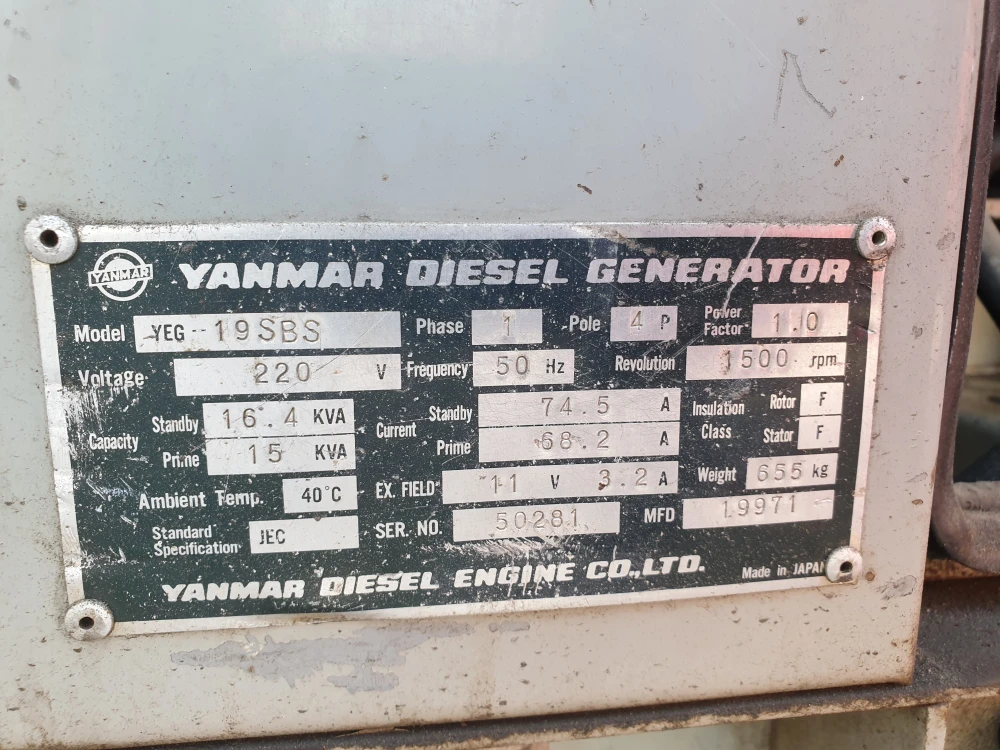 YANMAR YANMAR DIESEL GENERATOR
Model YEG 19SBS Phase 1 Pole 4 P Power Factor 1.0
Voltage 220 V Frequency 50 Hz Revolution 1500 rpm
Capacity Standby 16.4 KVA Current Standby 74.5 A Insulation Class Rotor F
Prime 15 KVA Prime 68.2 A Stator F
Ambient Temp. 40°C EX. FIELD 11 V 3.2 A Weight 655 kg
Standard Specification JEC SER. NO. 50281 MFD 19971
YANMAR DIESEL ENGINE CO.,LTD. Made in JAPAN